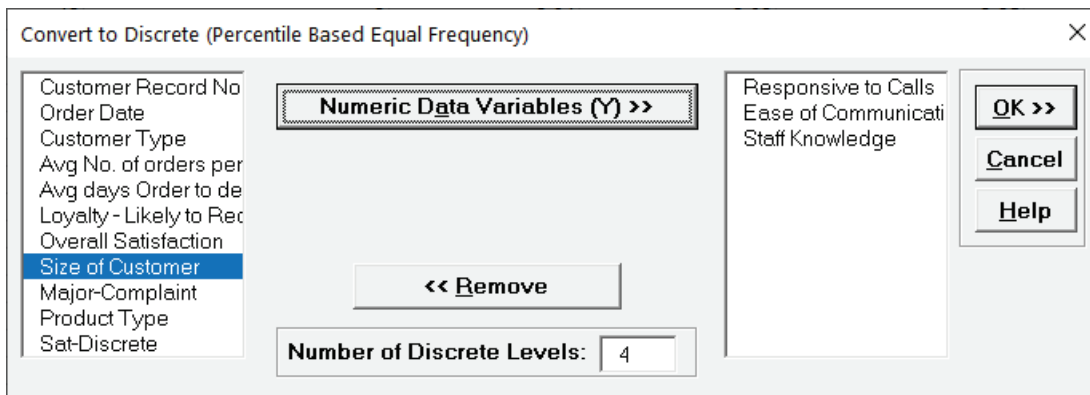 Convert to Discrete (Percentile Based Equal Frequency)
Customer Record No
Order Date
Customer Type
Avg No. of orders per
Avg days Order to de
Loyalty - Likely to Rec
Overall Satisfaction
Size of Customer
Major-Complaint
Product Type
Sat-Discrete
Numeric Data Variables (Y) >>
<< Remove
Number of Discrete Levels: 4
Responsive to Calls
Ease of Communicati
Staff Knowledge
OK >>
Cancel
Help